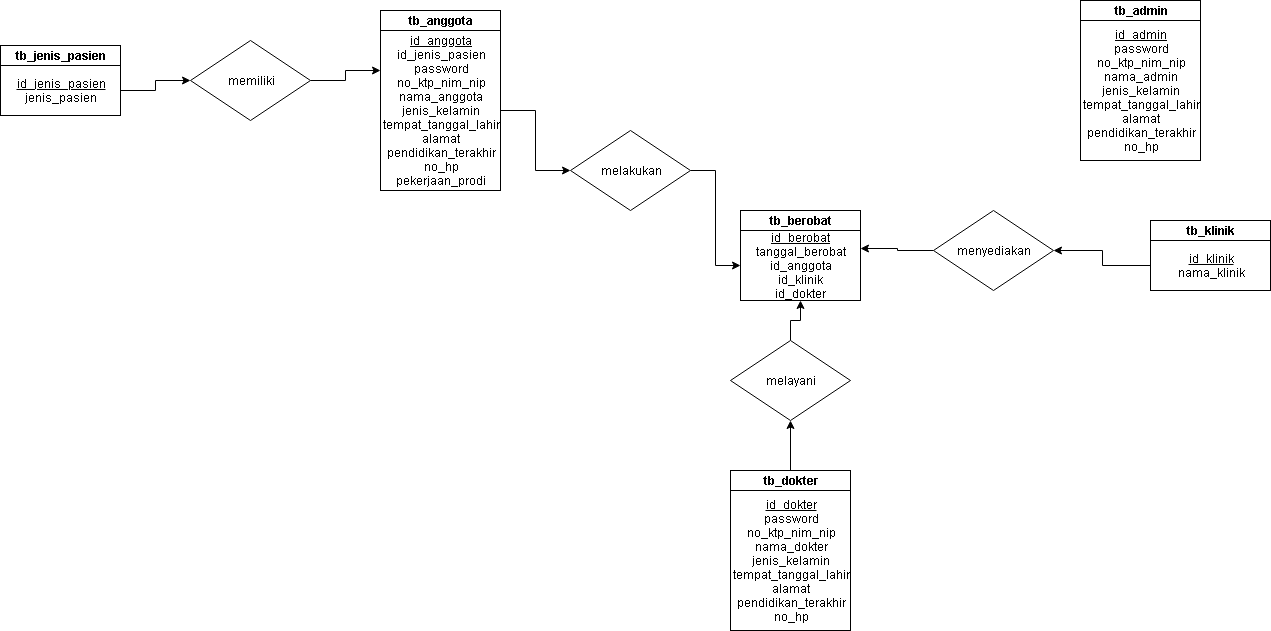 tb_jenis_pasien
id_jenis_pasien
jenis_pasien
memiliki
tb_anggota
id_anggota
id_jenis_pasien
password
no_ktp_nim_nip
nama_anggota
jenis_kelamin
tempat_tanggal_lahir
alamat
pendidikan_terakhir
no_hp
pekerjaan_prodi
melakukan
tb_admin
id_admin
password
no_ktp_nim_nip
nama_admin
jenis_kelamin
tempat_tanggal_lahir
alamat
pendidikan_terakhir
no_hp
tb_berobat
id_berobat
tanggal_berobat
id_anggota
id_klinik
id_dokter
menyediakan
tb_klinik
id_klinik
nama_klinik
melayani
tb_dokter
id_dokter
password
no_ktp_nim_nip
nama_dokter
jenis_kelamin
tempat_tanggal_lahir
alamat
pendidikan_terakhir
no_hp